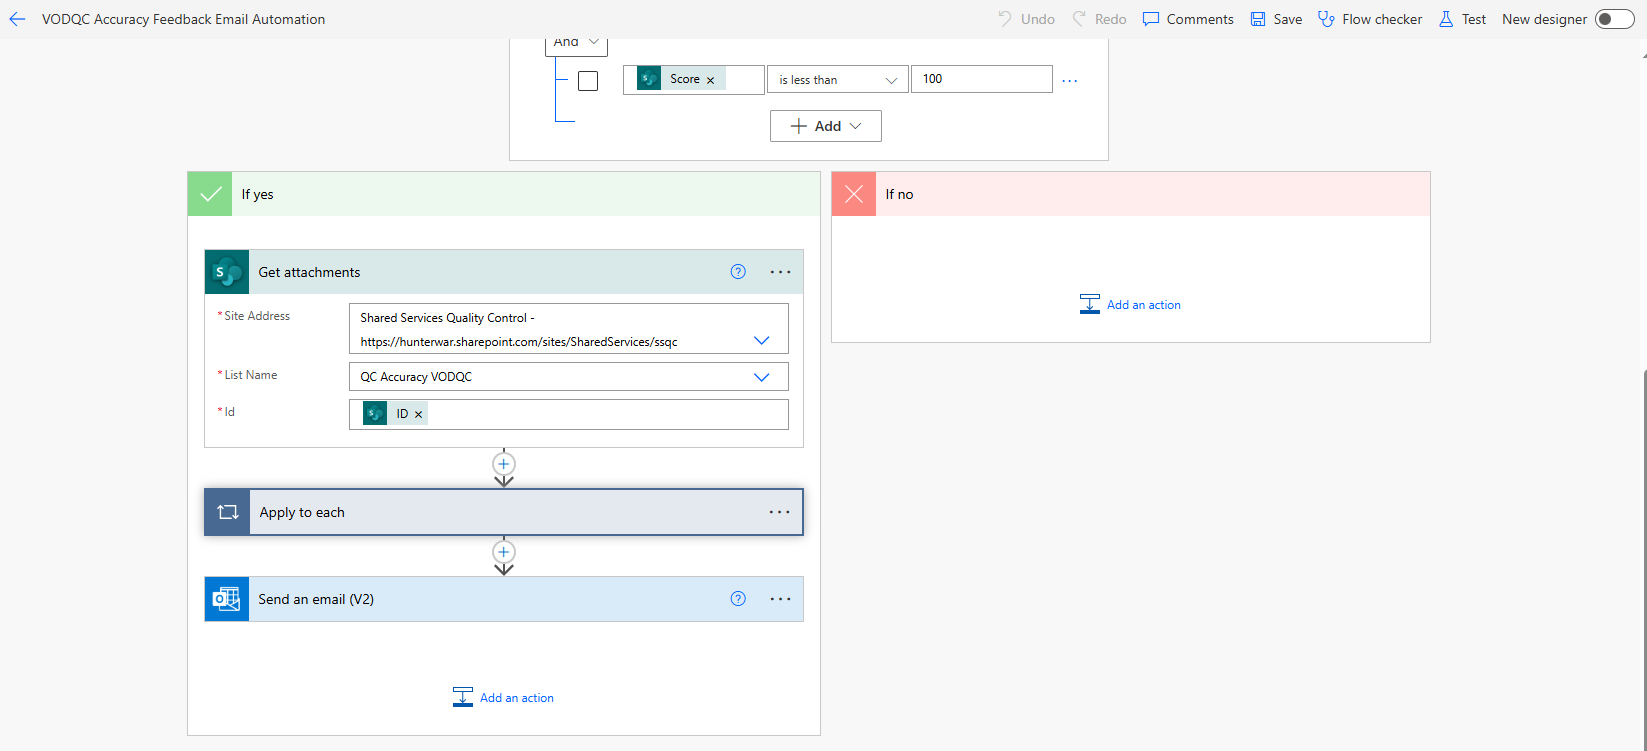 VODQC Accuracy Feedback Email Automation
Undo
Redo
Comments
Save
Flow checker
Test
New designer
And
Score ×
is less than
100
...
+ Add
If yes
If no
S
Get attachments
?
...
* Site Address
Shared Services Quality Control -
https://hunterwar.sharepoint.com/sites/SharedServices/ssqc
* List Name
QC Accuracy VODQC
* Id
ID ×
Add an action
Apply to each
...
Send an email (V2)
?
...
Add an action